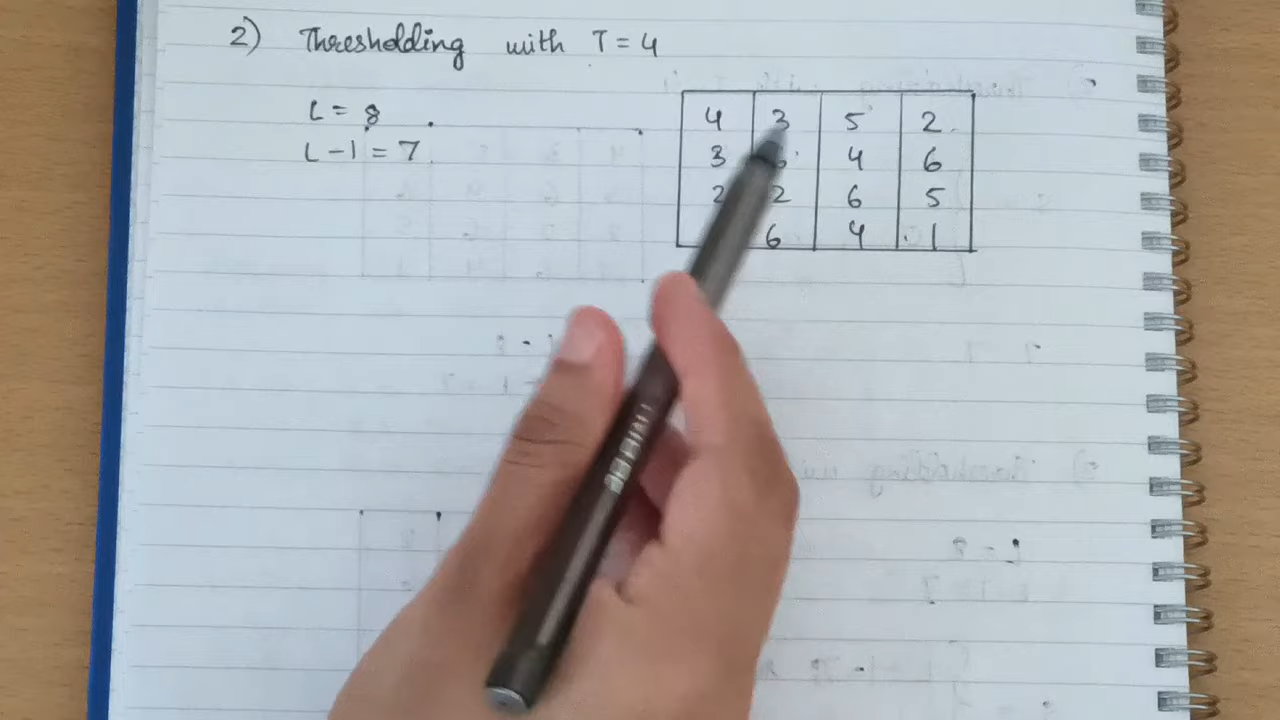 2) Thresholding with T = 4
L = 8
L - 1 = 7
4 3 5 2
3 4 6
2 2 6 5
6 4 1